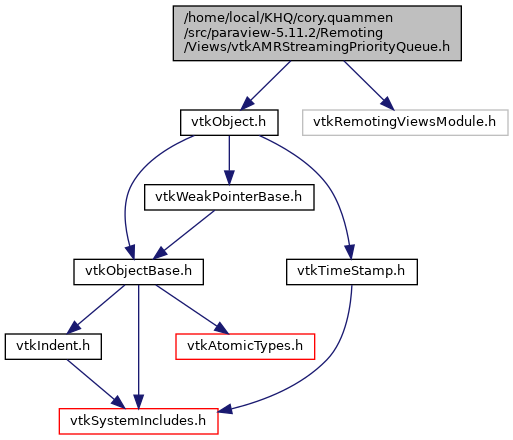 /home/local/KHQ/cory.quammen
/src/paraview-5.11.2/Remoting
/Views/vtkAMRStreamingPriorityQueue.h
vtkObject.h
vtkRemotingViewsModule.h
vtkWeakPointerBase.h
vtkObjectBase.h
vtkTimeStamp.h
vtkIndent.h
vtkAtomicTypes.h
vtkSystemIncludes.h